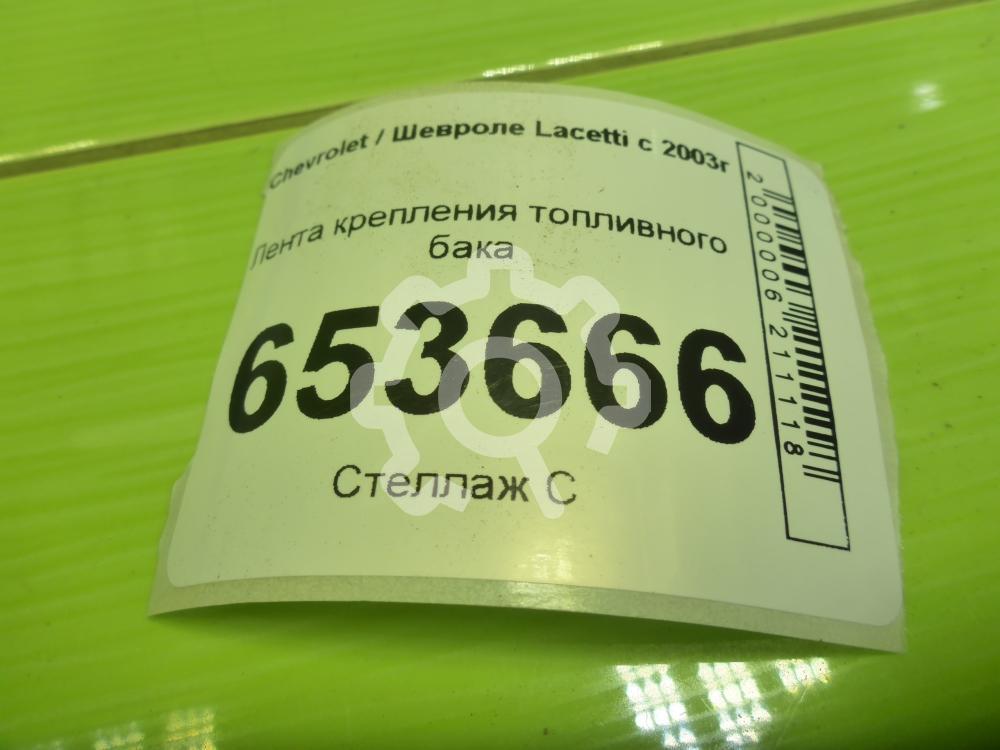 Chevrolet / Шевроле Lacetti с 2003г
Лента крепления топливного
бака
653666
Стеллаж С
2000006211118